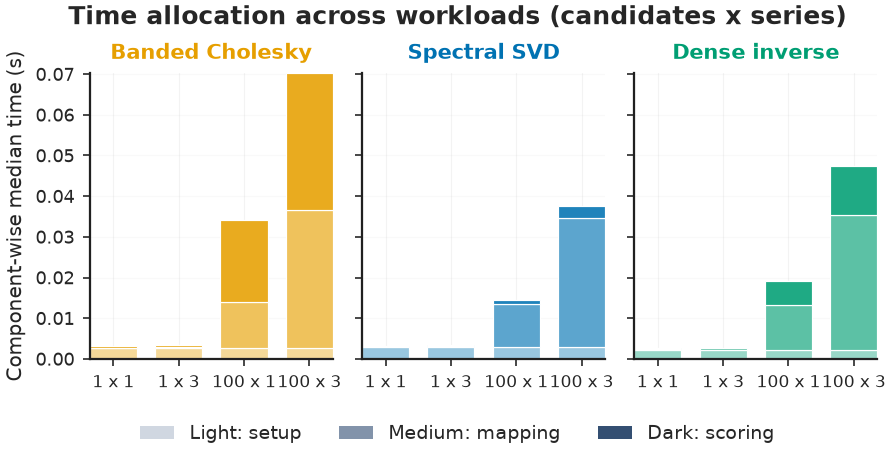 Time allocation across workloads (candidates x series)
Banded Cholesky
Spectral SVD
Dense inverse
Component-wise median time (s)
0.07
0.06
0.05
0.04
0.03
0.02
0.01
0.00
1 x 1 1 x 3 100 x 1 100 x 3
1 x 1 1 x 3 100 x 1 100 x 3
1 x 1 1 x 3 100 x 1 100 x 3
Light: setup Medium: mapping Dark: scoring